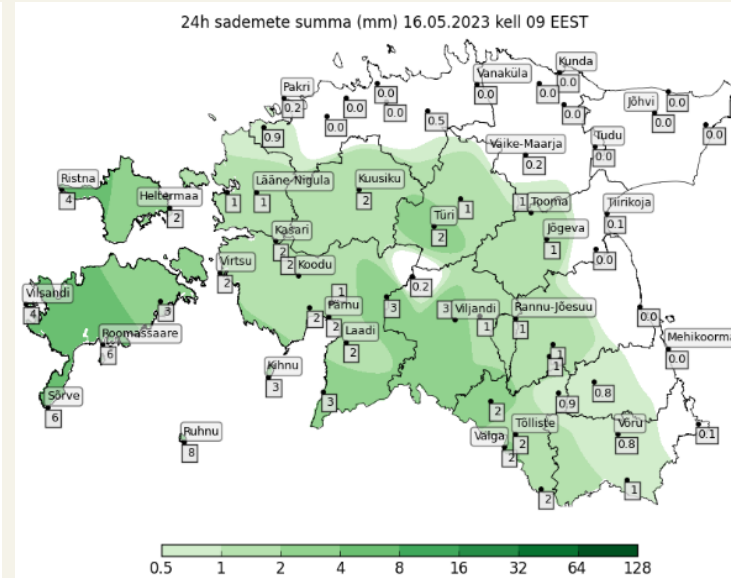 24h sademete summa (mm) 16.05.2023 kell 09 EEST
Kunda
0.0
Vanaküla
0.0
0.0
0.0
Pakri
0.2
0.0
0.0
0.0
0.0
0.5
Jõhvi
0.0
0.0
0.0
0.9
Väike-Maarja
0.2
Tudu
0.0
Ristna
4
Heltermaa
2
Lääne-Nigula
1
1
Kuusiku
2
1
Türi
2
1
Tooma
Tiirikoja
0.1
Jõgeva
1
0.0
Kasari
2
2
Koodu
Virtsu
2
0.2
Vilsandi
4
3
Roomassaare
6
1
Pärnu
2
2
3
3
Viljandi
1
Rannu-Jõesuu
1
0.0
Laadi
2
Mehikoorma
0.0
1
1
Kihnu
3
3
Sõrve
6
0.8
0.9
2
Ruhnu
8
Tõlliste
2
Valga
2
Võru
0.8
0.1
1
2
0.5 1 2 4 8 16 32 64 128